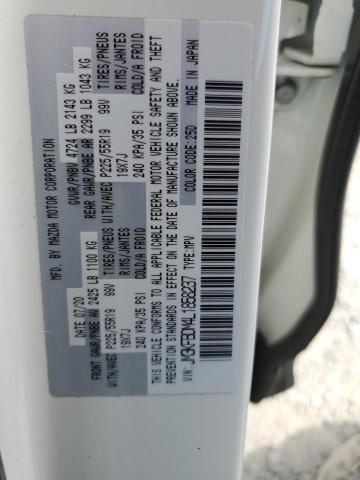 MFD. BY MAZDA MOTOR CORPORATION
DATE 07/20 GVWR/PNBV 4724 LB 2143 KG
FRONT GAWR/PNBE AV 2425 LB 1100 KG REAR GAWR/PNBE AR 2299 LB 1043 KG
WITH/AVEC P225/55R19 99V TIRES/PNEUS WITH/AVEC P225/55R19 99V TIRES/PNEUS
19X7J RIMS/JANTES 19X7J RIMS/JANTES
240 KPA/35 PSI COLD/A FROID 240 KPA/35 PSI COLD/A FROID
THIS VEHICLE CONFORMS TO ALL APPLICABLE FEDERAL MOTOR VEHICLE SAFETY AND THEFT
PREVENTION STANDARDS IN EFFECT ON THE DATE OF MANUFACTURE SHOWN ABOVE.
MADE IN JAPAN
JM3KFBDM4L1858237 TYPE:MPV COLOR CODE:25D